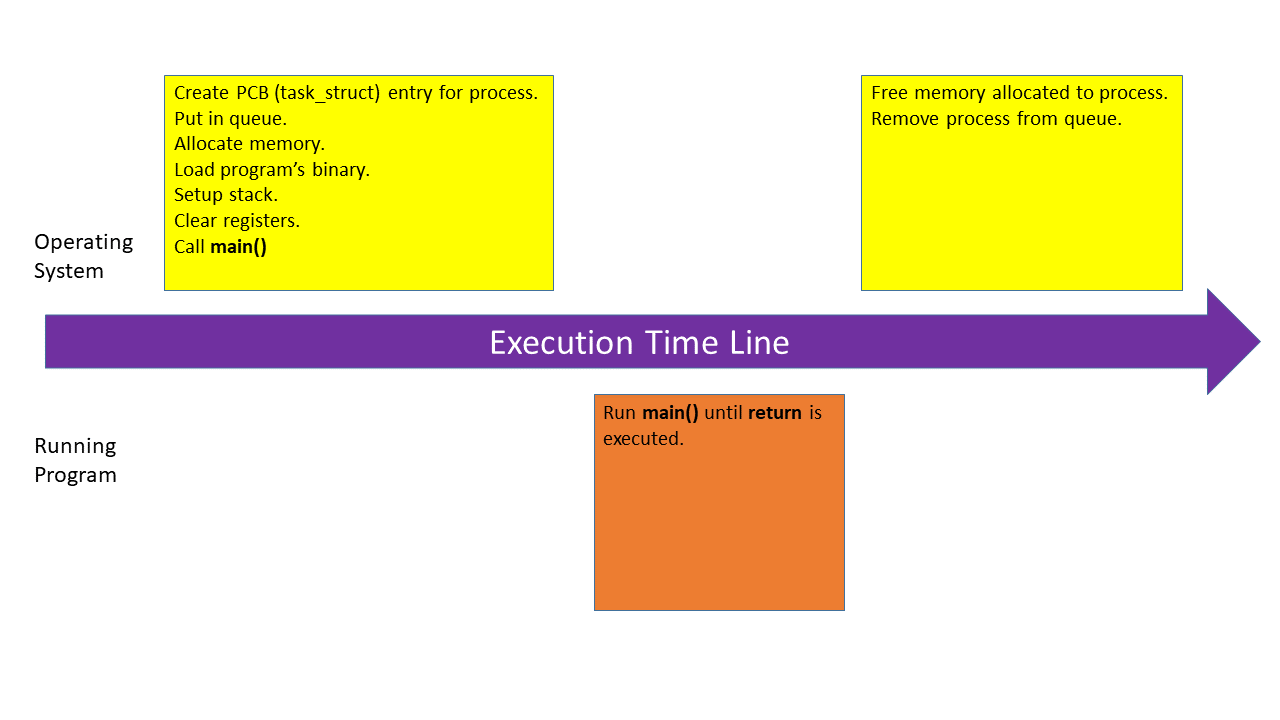 Create PCB (task_struct) entry for process.
Put in queue.
Allocate memory.
Load program’s binary.
Setup stack.
Clear registers.
Call main()
Free memory allocated to process.
Remove process from queue.
Operating
System
Execution Time Line
Run main() until return is
executed.
Running
Program